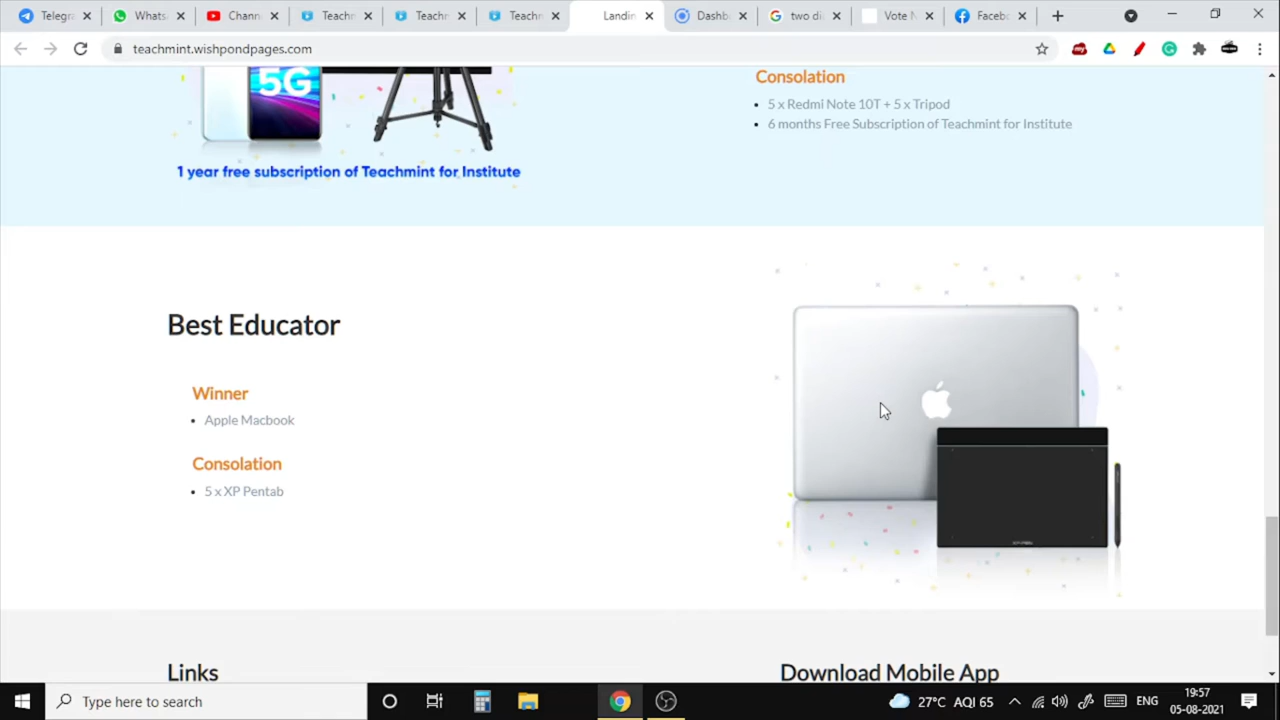 Telegr
Whats
Chann
Teachm
Teachm
Teachm
Landin
Dashb
two di
Vote N
Faceb
teachmint.wishpondpages.com
5G
1 year free subscription of Teachmint for Institute
Consolation
5 x Redmi Note 10T + 5 x Tripod
6 months Free Subscription of Teachmint for Institute
Best Educator
Winner
Apple Macbook
Consolation
5 x XP Pentab
Links
Download Mobile App
Type here to search
27°C AQI 65
ENG
19:57
05-08-2021